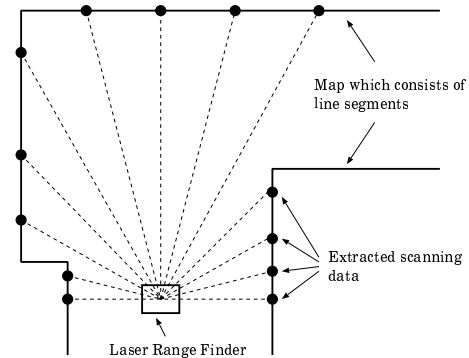 Map which consists of
line segments
Extracted scanning
data
Laser Range Finder